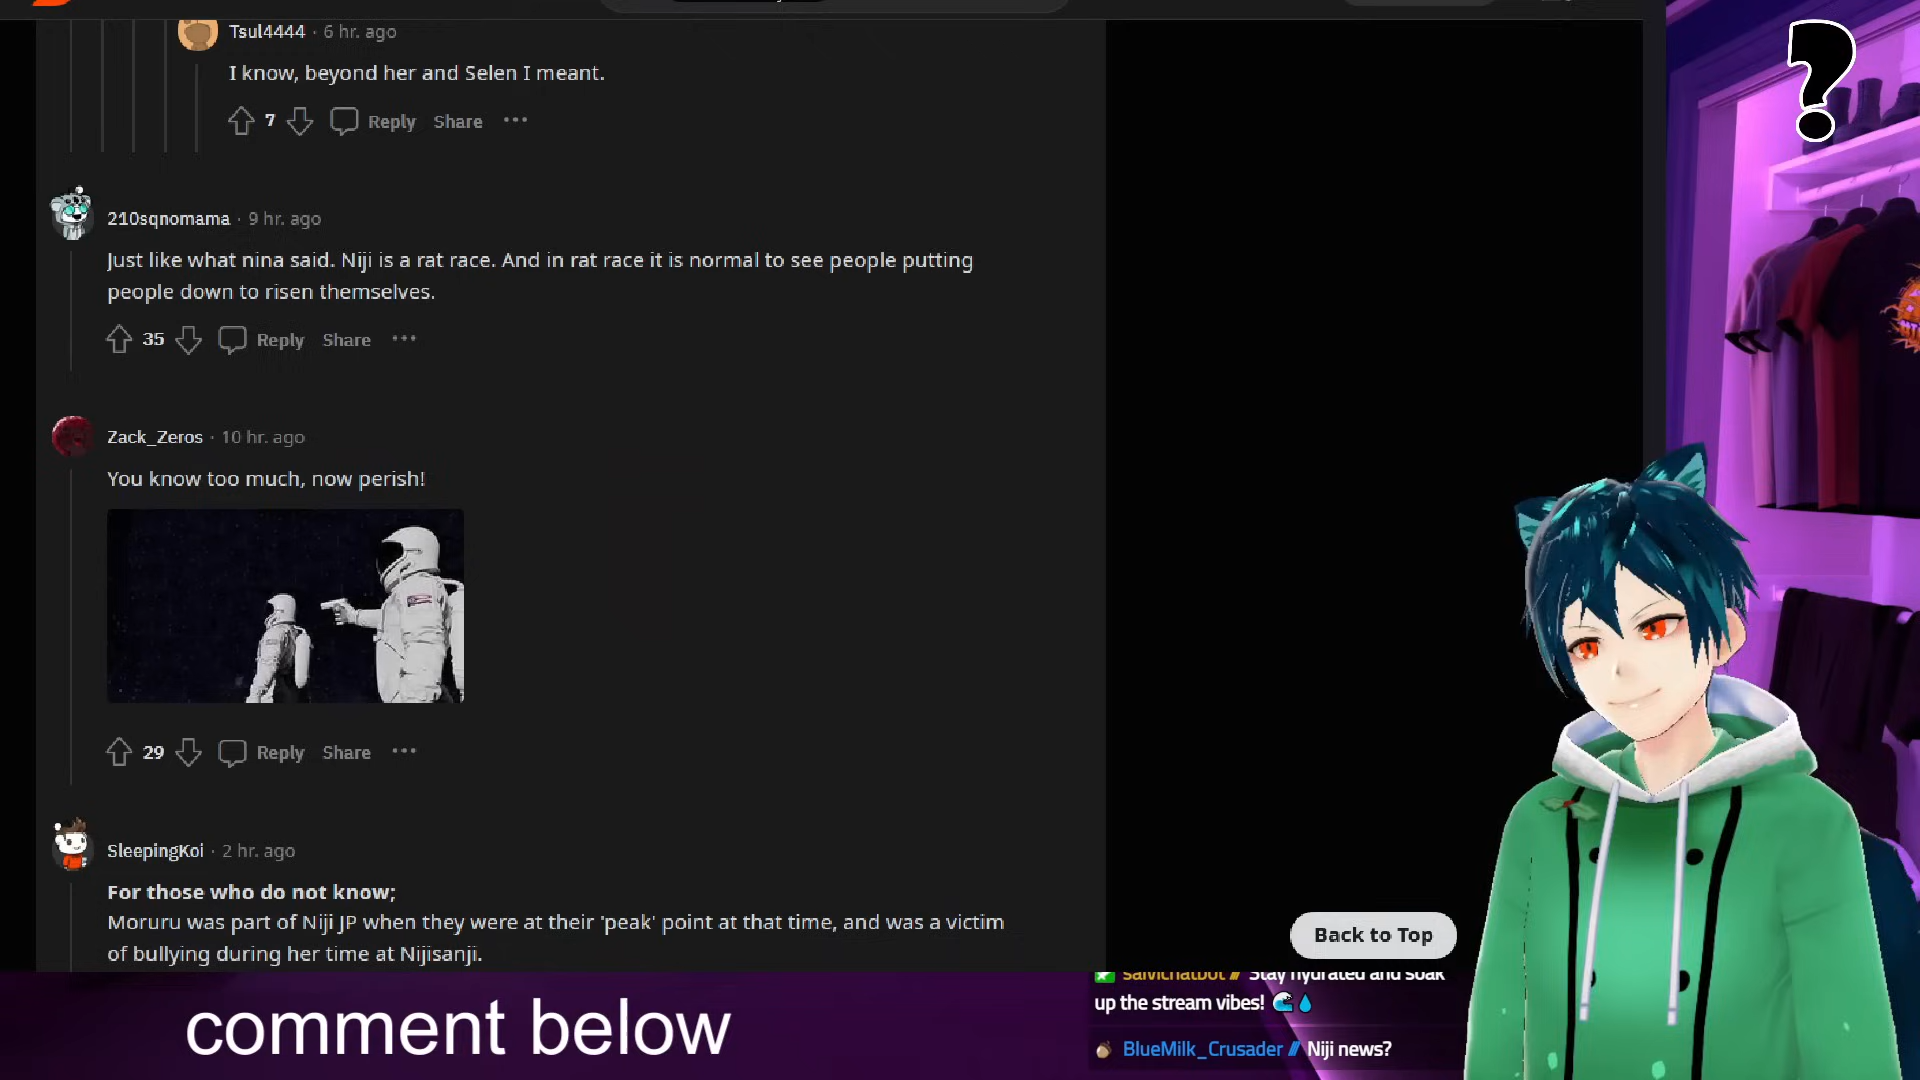 Tsul4444 · 6 hr. ago
I know, beyond her and Selen I meant.
7 Reply Share ···
210sqnomama · 9 hr. ago
Just like what nina said. Niji is a rat race. And in rat race it is normal to see people putting
people down to risen themselves.
35 Reply Share ···
Zack_Zeros · 10 hr. ago
You know too much, now perish!
29 Reply Share ···
SleepingKoi · 2 hr. ago
For those who do not know;
Moruru was part of Niji JP when they were at their 'peak' point at that time, and was a victim
of bullying during her time at Nijisanji.
Back to Top
salvichatbot // Stay hydrated and soak
up the stream vibes! 🌊💧
BlueMilk_Crusader // Niji news?
comment below
?